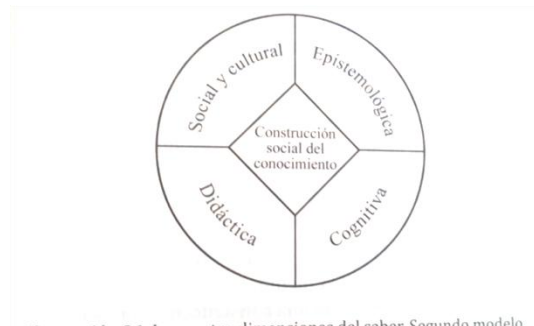 Social y cultural
Epistemológica
Construcción
social del
conocimiento
Didáctica
Cognitiva
dimensiones del saber. Segundo modelo